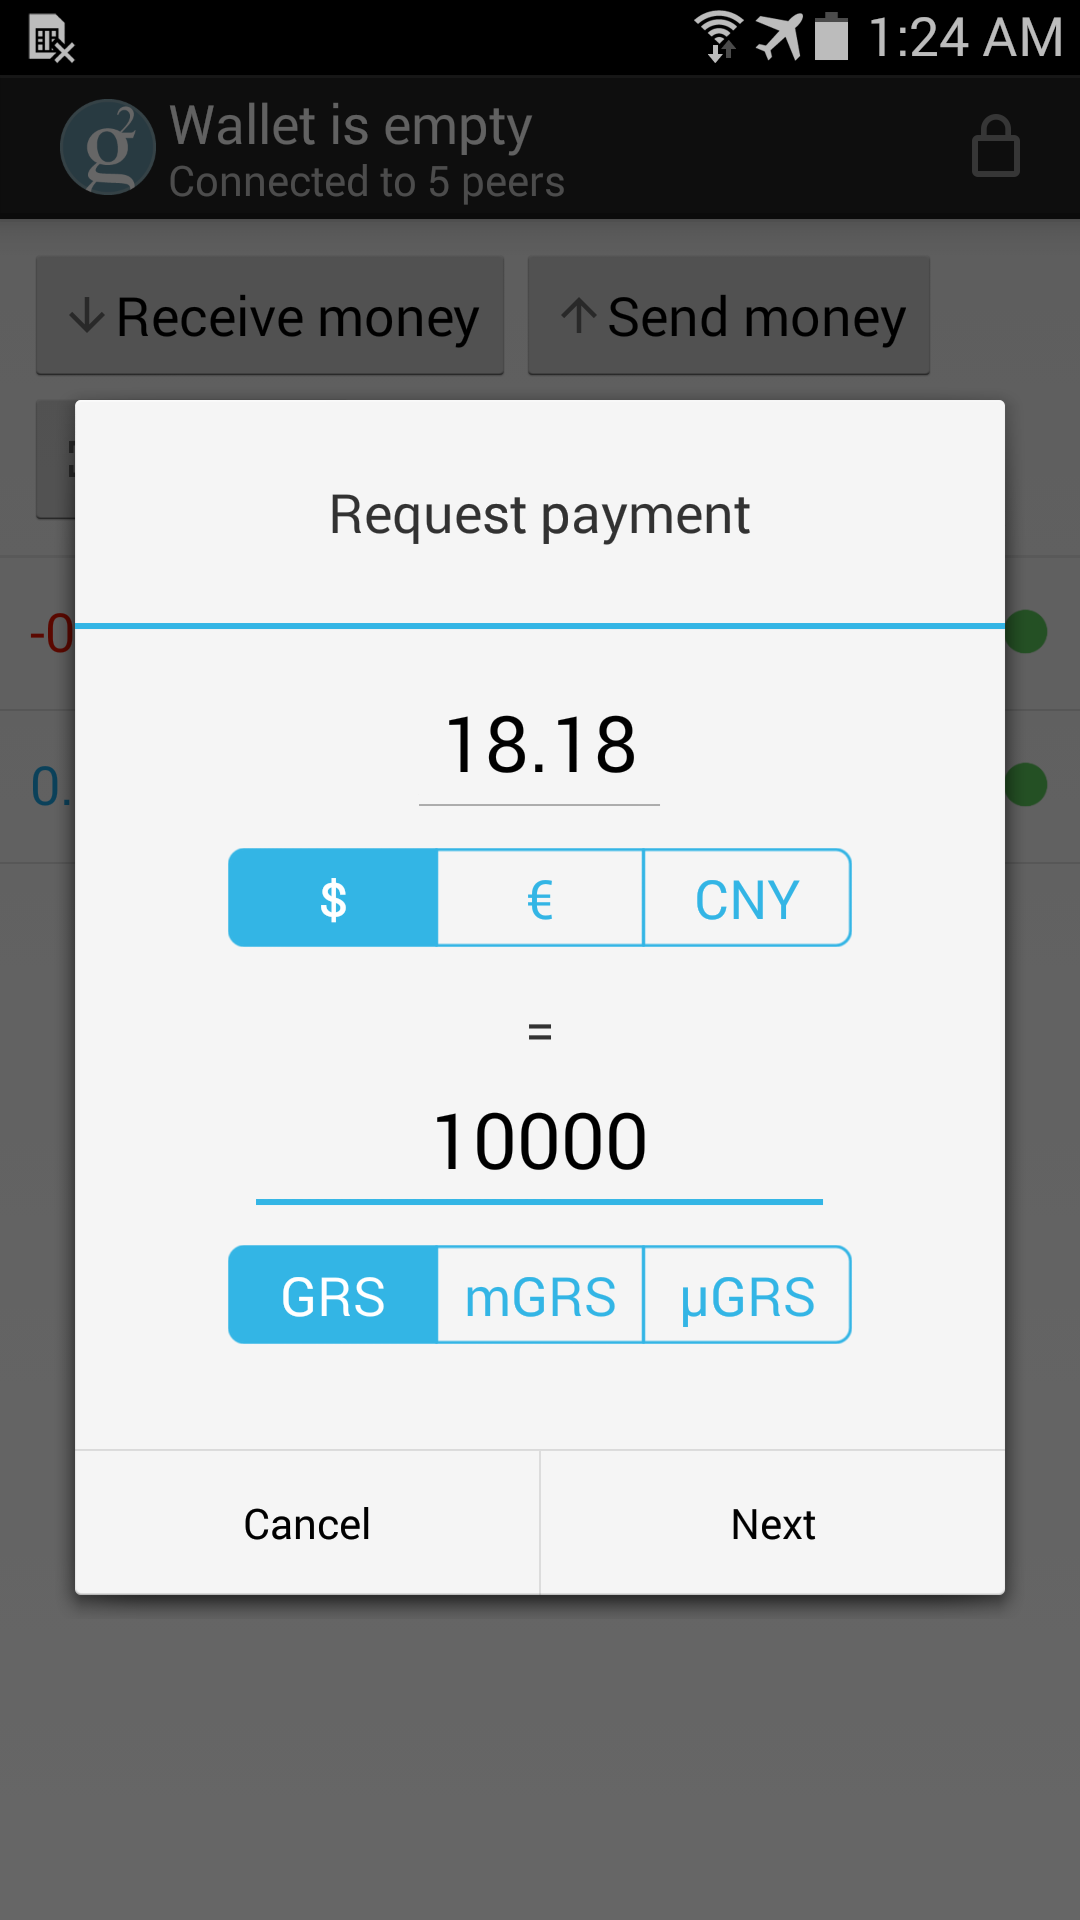 1:24 AM
g2
Wallet is empty
Connected to 5 peers
Receive money
Send money
Request payment
-0
18.18
0.
$ € CNY
=
10000
GRS mGRS µGRS
Cancel Next